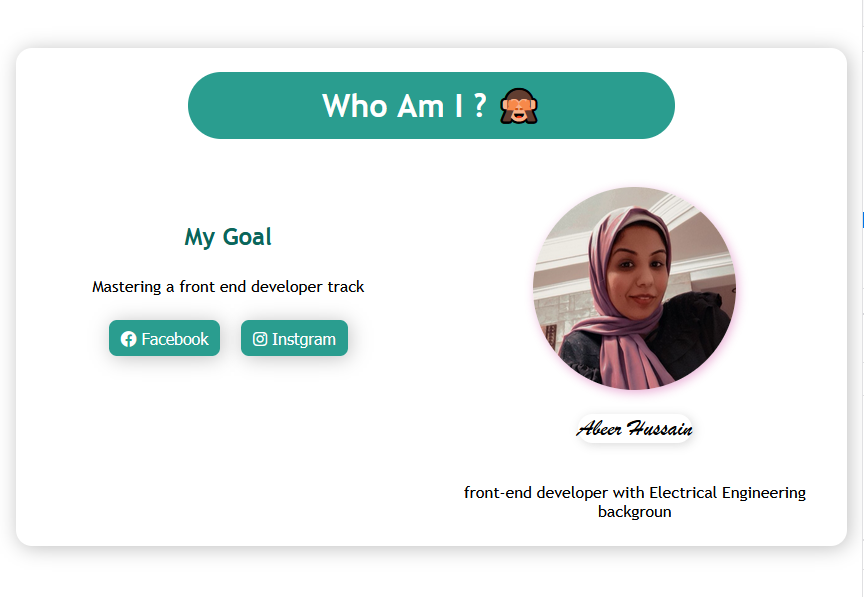 Who Am I ? 🙈
My Goal
Mastering a front end developer track
Facebook
Instgram
Abeer Hussain
front-end developer with Electrical Engineering
backgroun